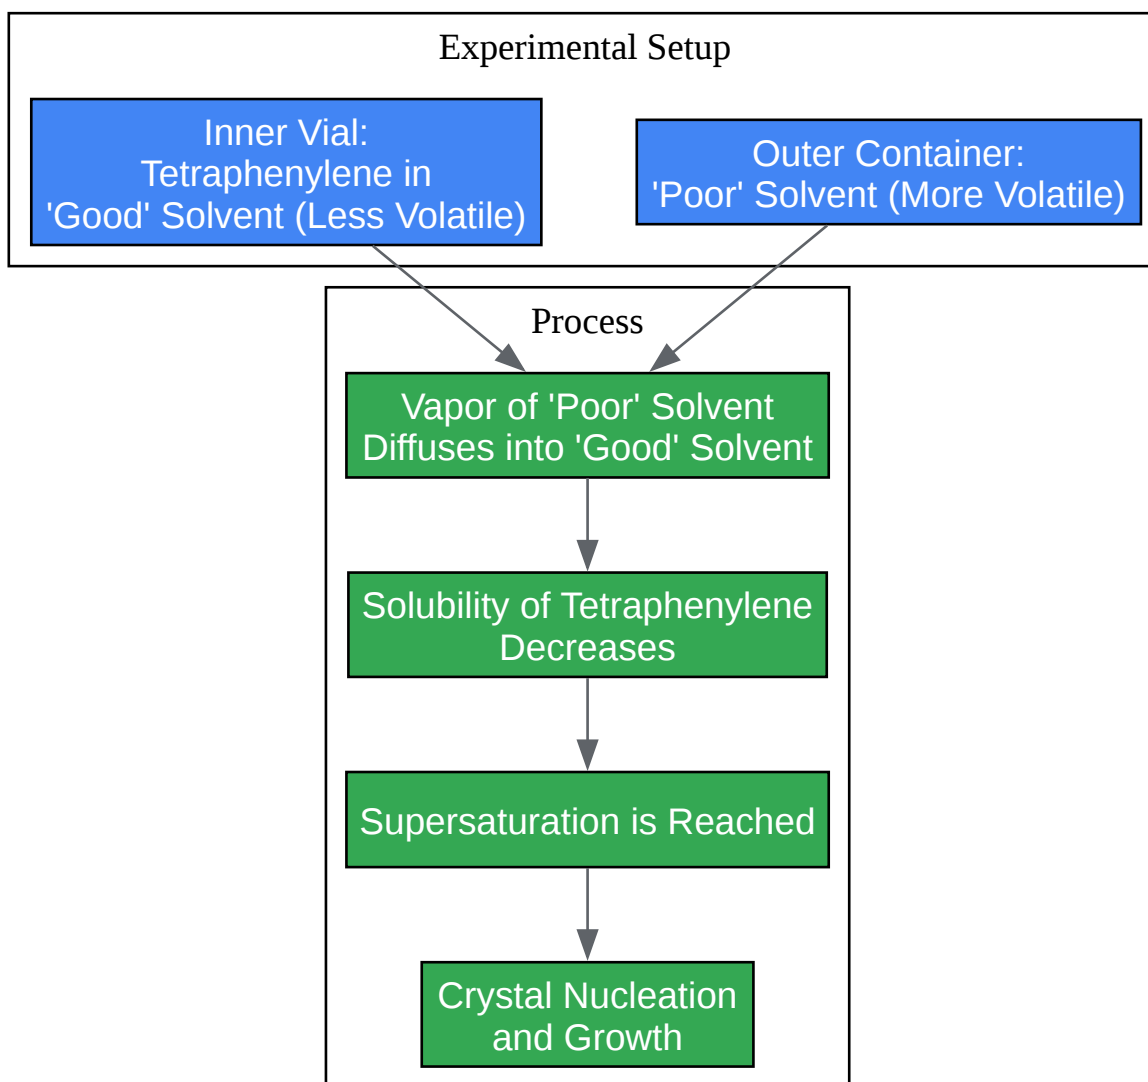 Experimental Setup
Inner Vial:
Tetraphenylene in
'Good' Solvent (Less Volatile)
Outer Container:
'Poor' Solvent (More Volatile)
Process
Vapor of 'Poor' Solvent
Diffuses into 'Good' Solvent
Solubility of Tetraphenylene
Decreases
Supersaturation is Reached
Crystal Nucleation
and Growth